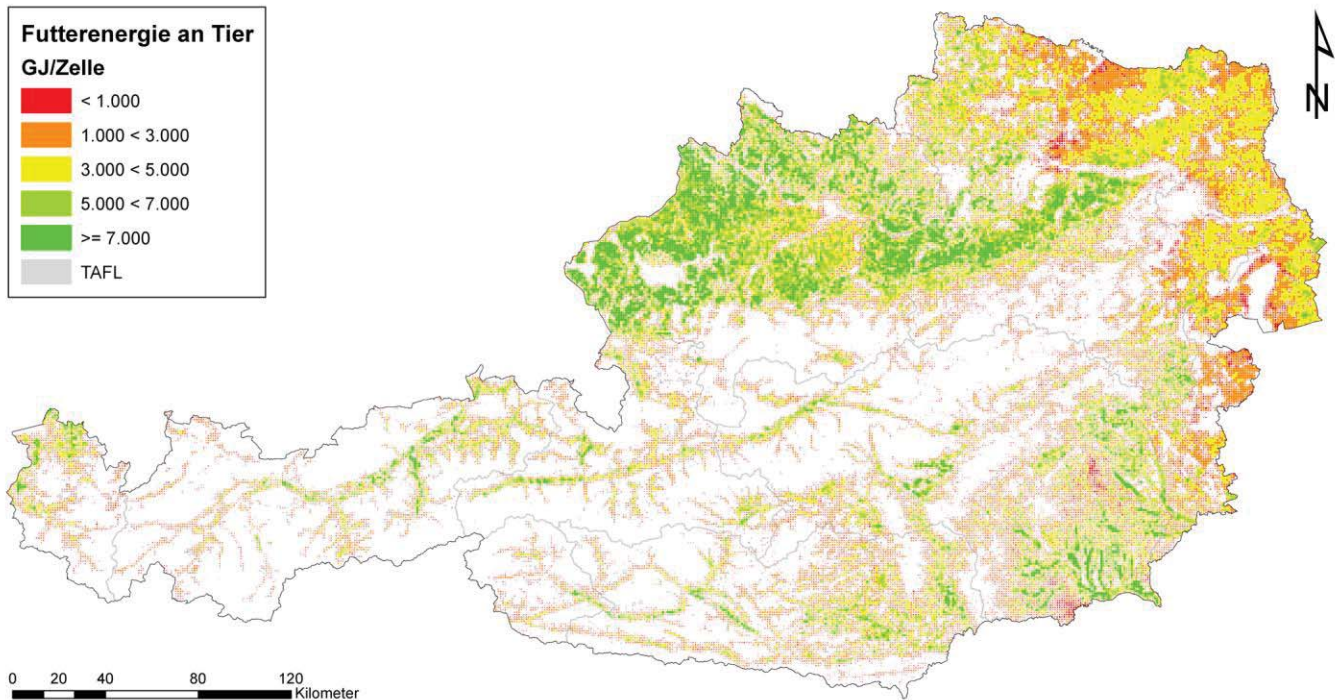 Futterenergie an Tier
GJ/Zelle
< 1.000
1.000 < 3.000
3.000 < 5.000
5.000 < 7.000
>= 7.000
TAFL
N
0 20 40 80 120
Kilometer